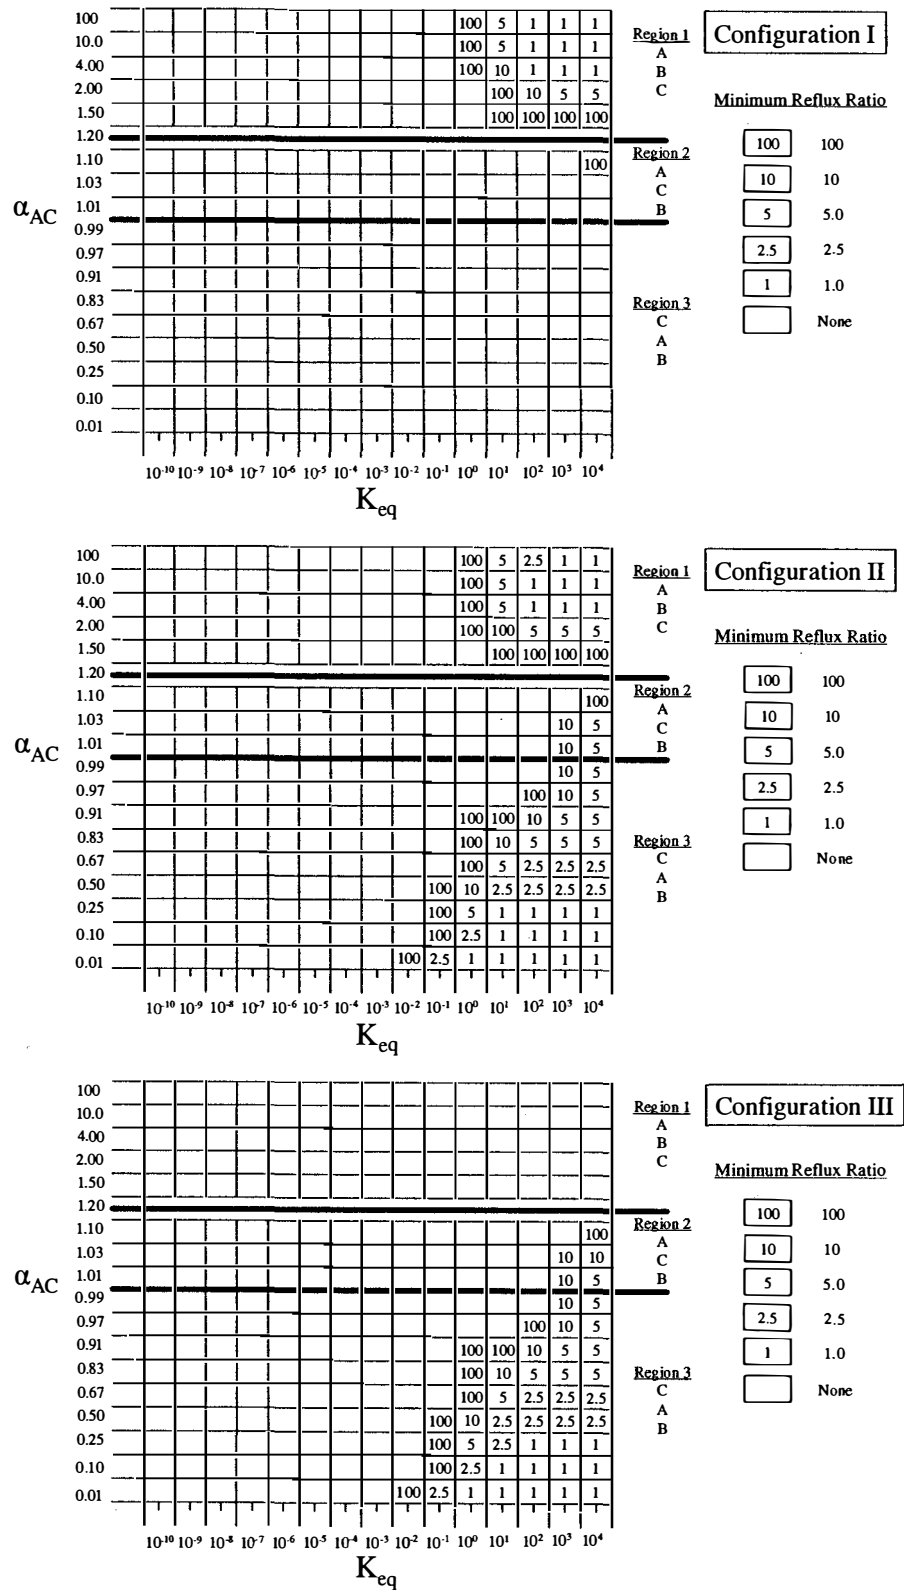 Configuration I
α_AC
100 100 5 1 1 1
10.0 100 5 1 1 1
4.00 100 10 1 1 1
2.00 100 10 5 5
1.50 100 100 100 100
1.20
1.10 100
1.03
1.01
0.99
0.97
0.91
0.83
0.67
0.50
0.25
0.10
0.01
10⁻¹⁰ 10⁻⁹ 10⁻⁸ 10⁻⁷ 10⁻⁶ 10⁻⁵ 10⁻⁴ 10⁻³ 10⁻² 10⁻¹ 10⁰ 10¹ 10² 10³ 10⁴
K_eq
Region 1
A
B
C
Region 2
A
C
B
Region 3
C
A
B
Minimum Reflux Ratio
100 100
10 10
5 5.0
2.5 2.5
1 1.0
None
Configuration II
α_AC
100 100 5 2.5 1 1
10.0 100 5 1 1 1
4.00 100 5 1 1 1
2.00 100 100 5 5 5
1.50 100 100 100 100
1.20
1.10 100
1.03 10 5
1.01 10 5
0.99 10 5
0.97 100 10 5
0.91 100 100 10 5 5
0.83 100 10 5 5 5
0.67 100 5 2.5 2.5 2.5
0.50 100 10 2.5 2.5 2.5 2.5
0.25 100 5 1 1 1 1
0.10 100 2.5 1 1 1 1
0.01 100 2.5 1 1 1 1 1
10⁻¹⁰ 10⁻⁹ 10⁻⁸ 10⁻⁷ 10⁻⁶ 10⁻⁵ 10⁻⁴ 10⁻³ 10⁻² 10⁻¹ 10⁰ 10¹ 10² 10³ 10⁴
K_eq
Region 1
A
B
C
Region 2
A
C
B
Region 3
C
A
B
Minimum Reflux Ratio
100 100
10 10
5 5.0
2.5 2.5
1 1.0
None
Configuration III
α_AC
100
10.0
4.00
2.00
1.50
1.20
1.10 100
1.03 10 10
1.01 10 5
0.99 10 5
0.97 100 10 5
0.91 100 100 10 5 5
0.83 100 10 5 5 5
0.67 100 5 2.5 2.5 2.5
0.50 100 10 2.5 2.5 2.5 2.5
0.25 100 5 2.5 1 1 1
0.10 100 2.5 1 1 1 1
0.01 100 2.5 1 1 1 1 1
10⁻¹⁰ 10⁻⁹ 10⁻⁸ 10⁻⁷ 10⁻⁶ 10⁻⁵ 10⁻⁴ 10⁻³ 10⁻² 10⁻¹ 10⁰ 10¹ 10² 10³ 10⁴
K_eq
Region 1
A
B
C
Region 2
A
C
B
Region 3
C
A
B
Minimum Reflux Ratio
100 100
10 10
5 5.0
2.5 2.5
1 1.0
None